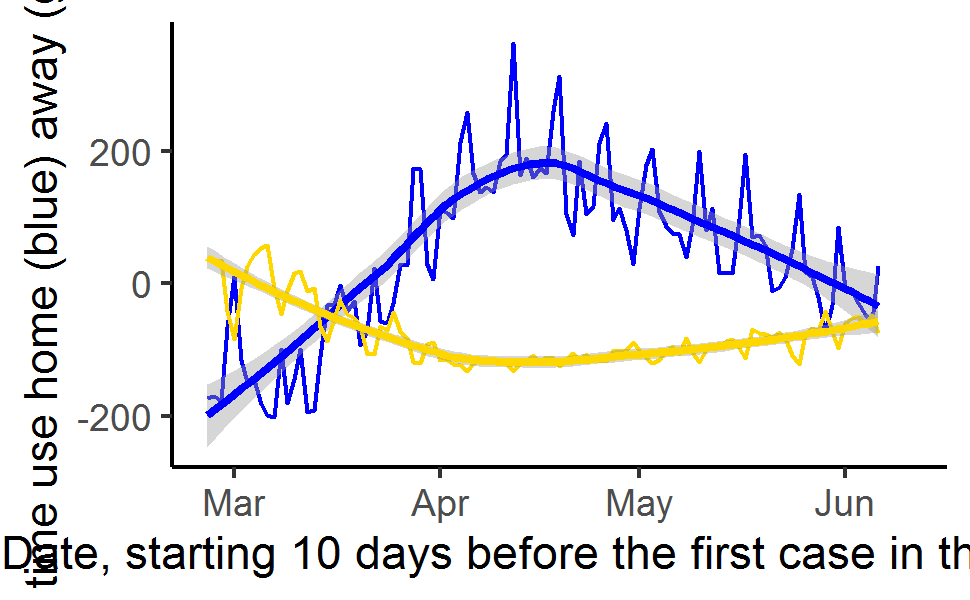 time use home (blue) away (
200
0
-200
Mar Apr May Jun
Date, starting 10 days before the first case in th